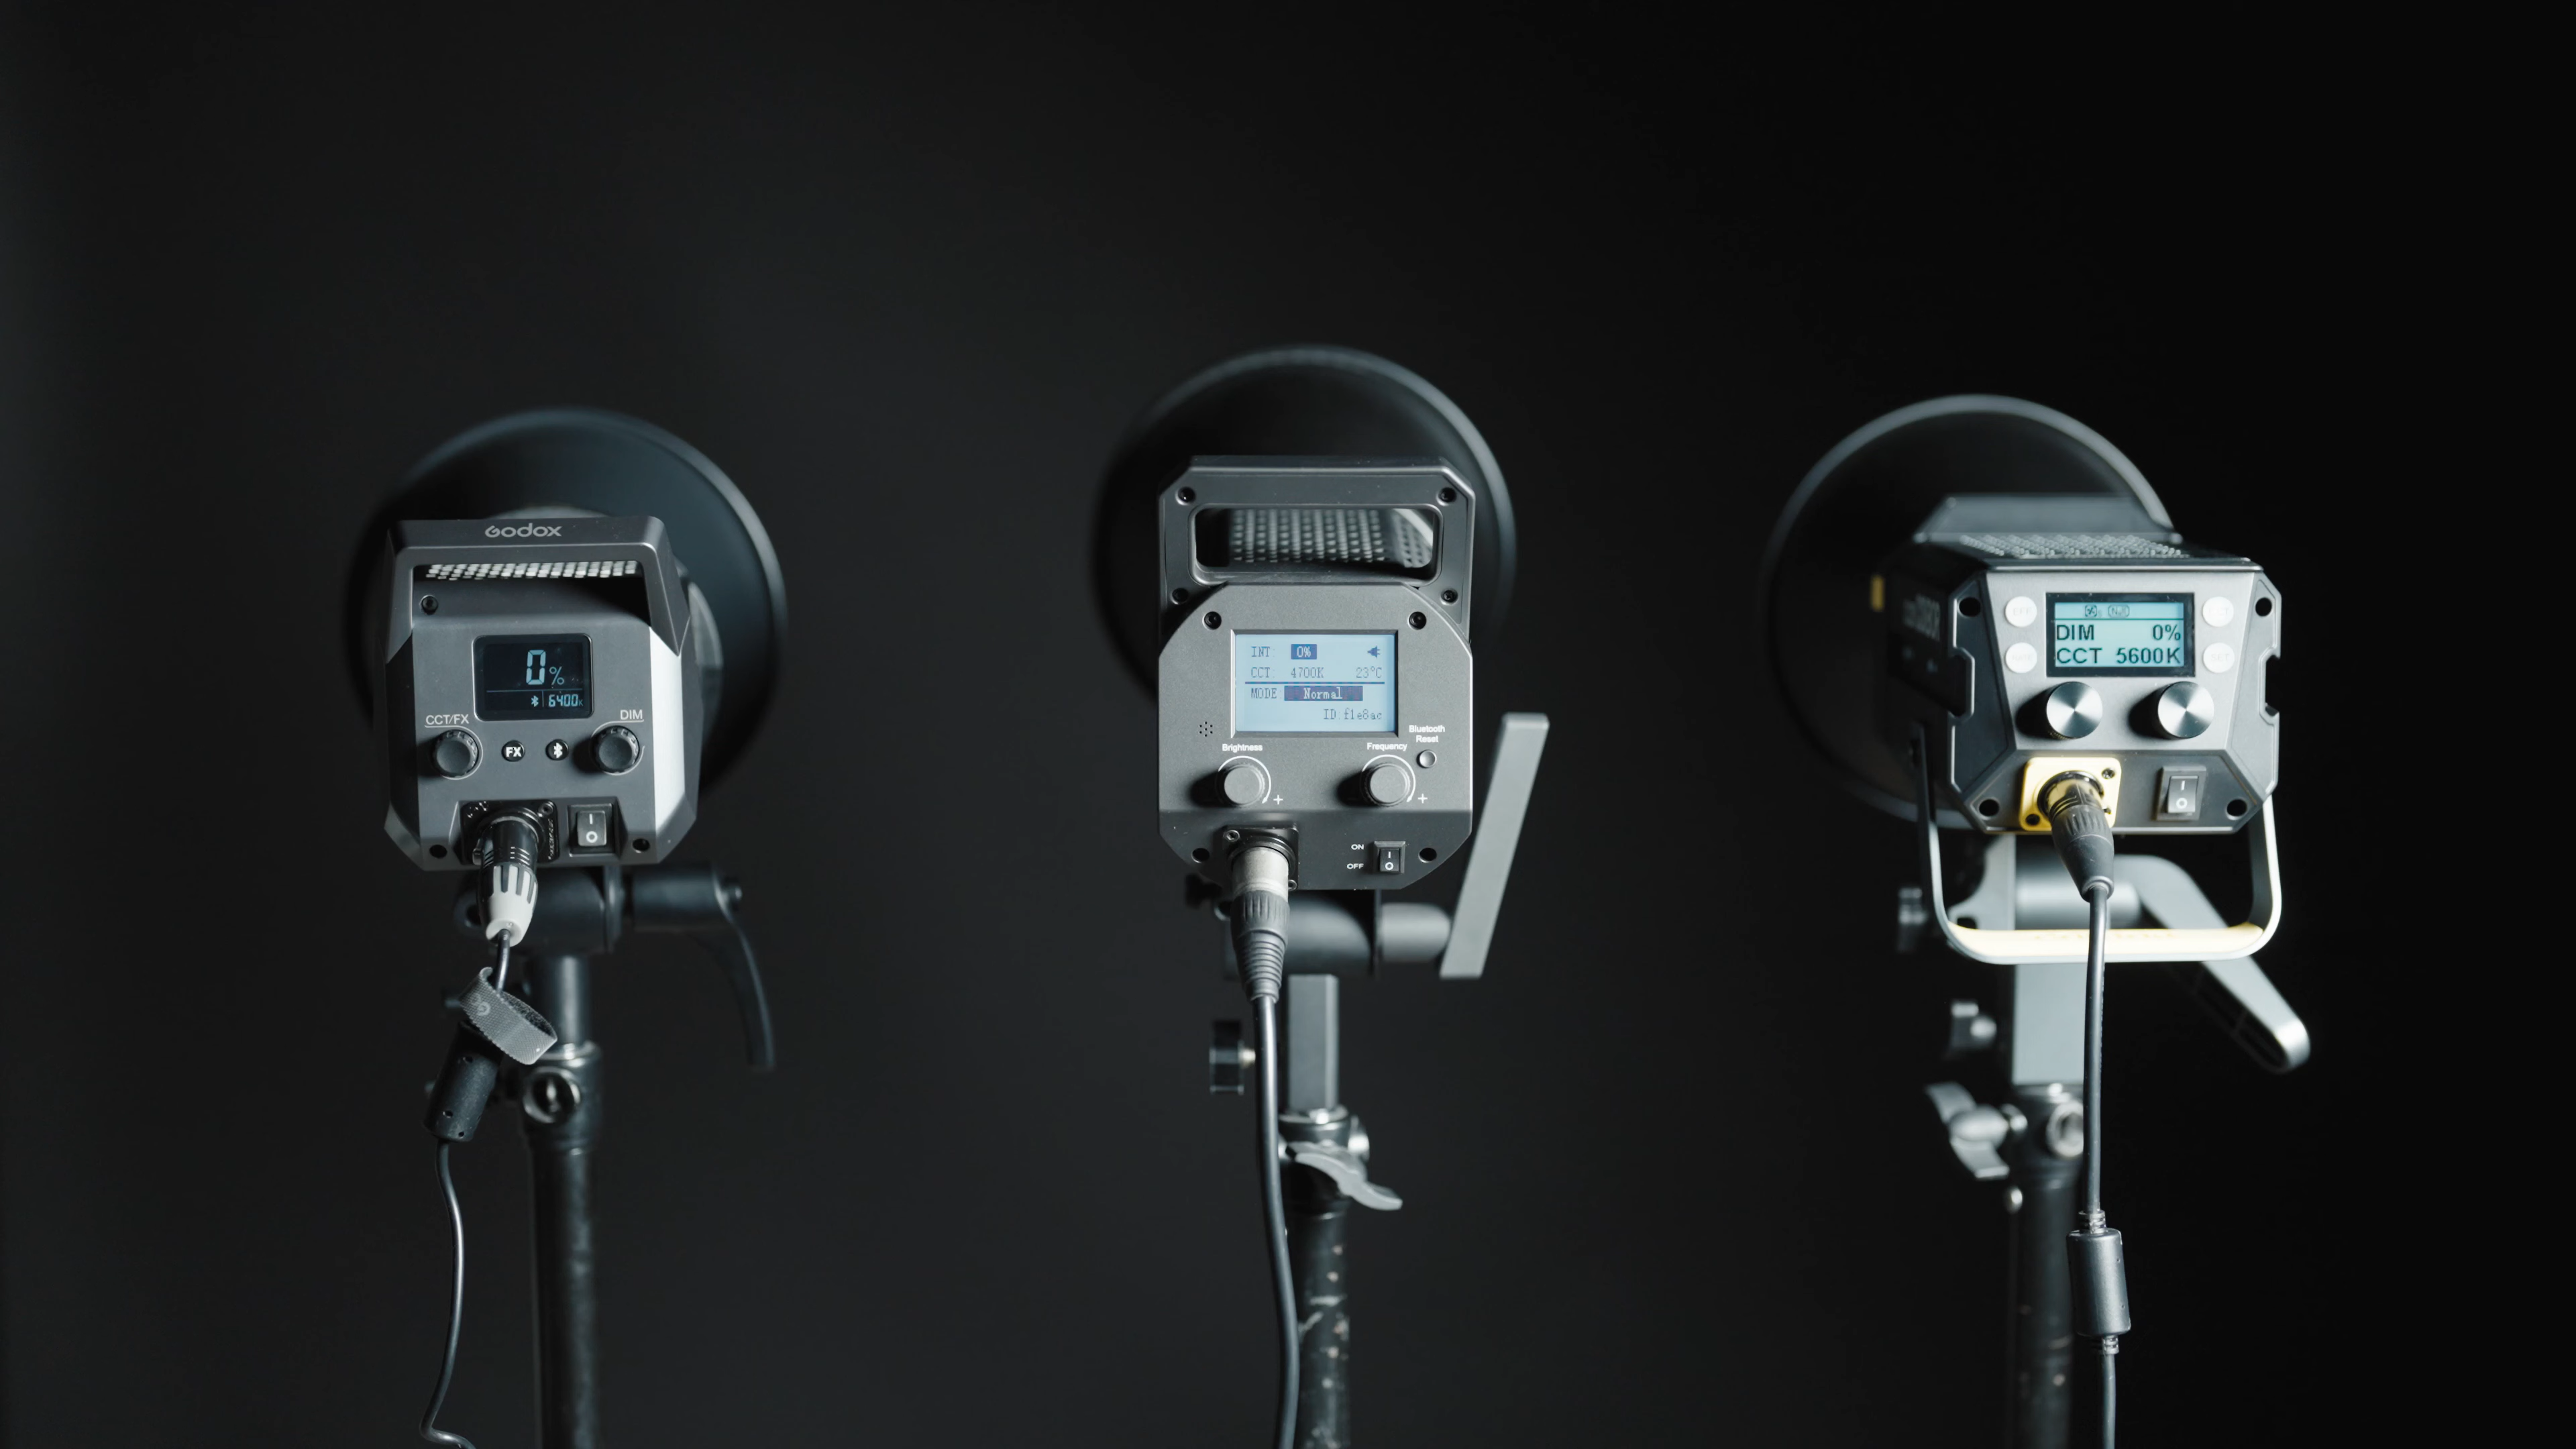 Godox
0%
6400K
CCT/FX
DIM
FX
I
O
INT 0%
CCT 4700K 23°C
MODE Normal
ID:f1e8ac
Bluetooth
Reset
Brightness
Frequency
+
+
ON
OFF
I
O
DIM 0%
CCT 5600K
I
O